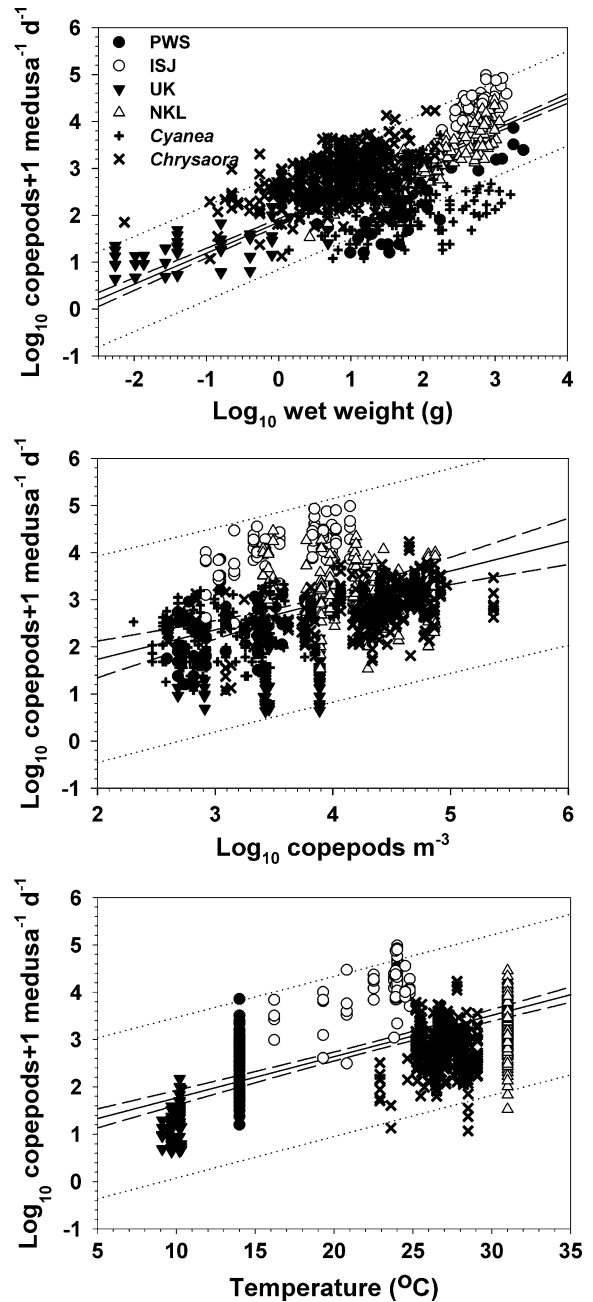 6
5
4
3
2
1
0
-1
Log10 copepods+1 medusa-1 d-1
PWS
ISJ
UK
NKL
Cyanea
Chrysaora
-2 -1 0 1 2 3 4
Log10 wet weight (g)
6
5
4
3
2
1
0
-1
Log10 copepods+1 medusa-1 d-1
2 3 4 5 6
Log10 copepods m-3
6
5
4
3
2
1
0
-1
Log10 copepods+1 medusa-1 d-1
5 10 15 20 25 30 35
Temperature (OC)